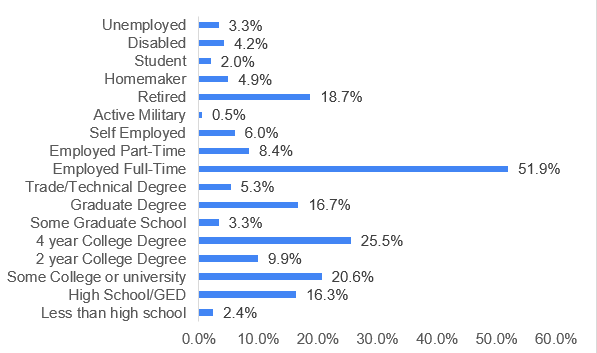 Unemployed 3.3%
Disabled 4.2%
Student 2.0%
Homemaker 4.9%
Retired 18.7%
Active Military 0.5%
Self Employed 6.0%
Employed Part-Time 8.4%
Employed Full-Time 51.9%
Trade/Technical Degree 5.3%
Graduate Degree 16.7%
Some Graduate School 3.3%
4 year College Degree 25.5%
2 year College Degree 9.9%
Some College or university 20.6%
High School/GED 16.3%
Less than high school 2.4%
0.0% 10.0% 20.0% 30.0% 40.0% 50.0% 60.0%